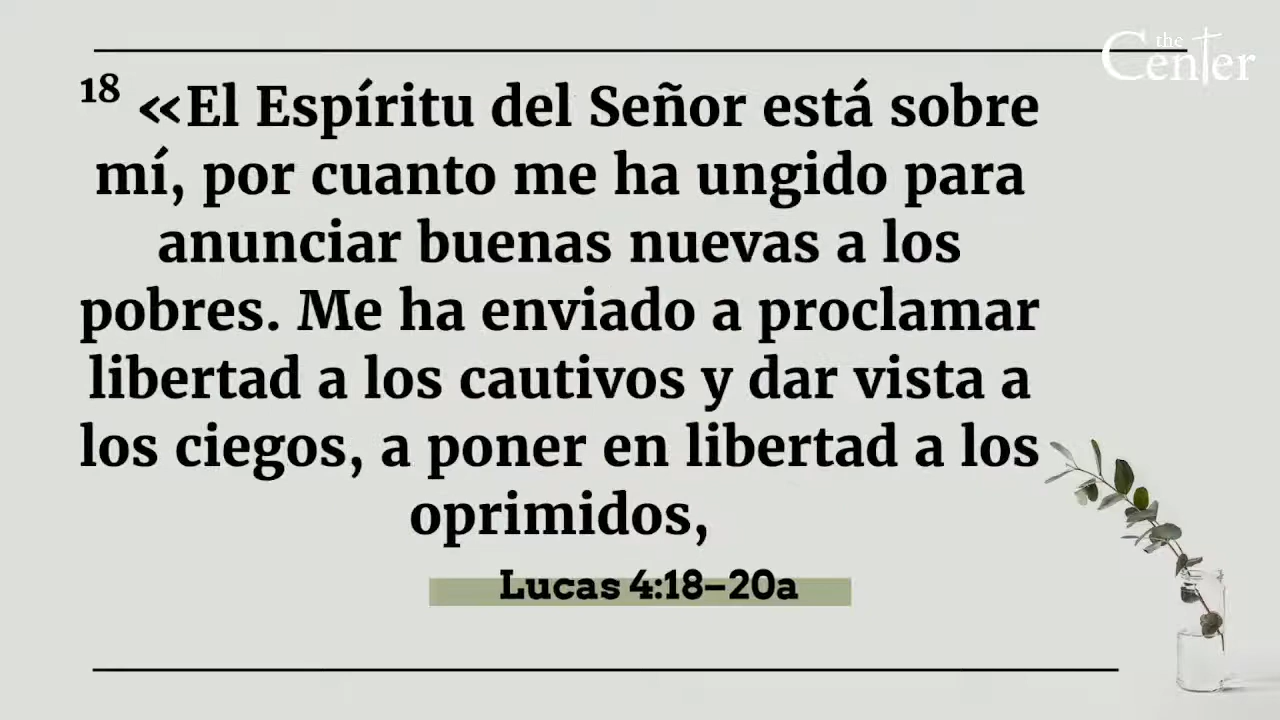 the
Center
18 «El Espíritu del Señor está sobre
mí, por cuanto me ha ungido para
anunciar buenas nuevas a los
pobres. Me ha enviado a proclamar
libertad a los cautivos y dar vista a
los ciegos, a poner en libertad a los
oprimidos,
Lucas 4:18–20a